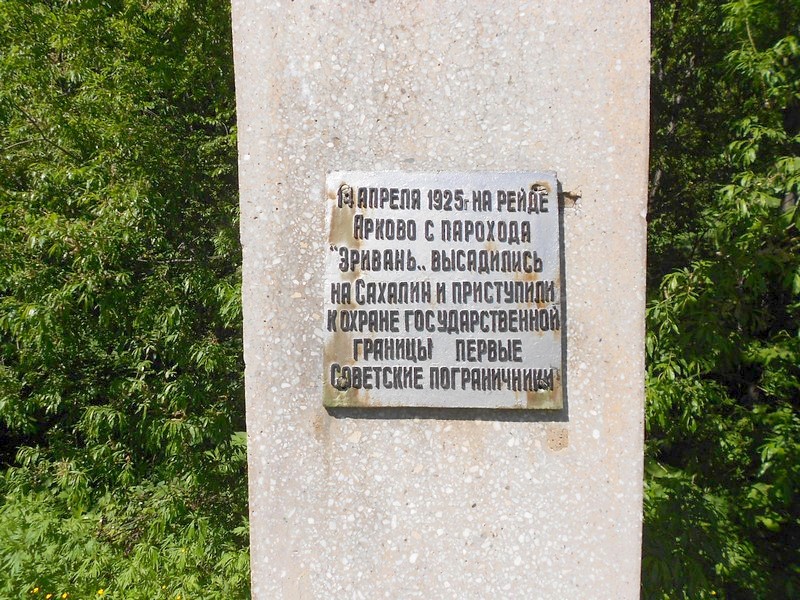 14 АПРЕЛЯ 1925г НА РЕЙДЕ
АРКОВО С ПАРОХОДА
"ЭРИВАНЬ" ВЫСАДИЛИСЬ
НА САХАЛИН И ПРИСТУПИЛИ
К ОХРАНЕ ГОСУДАРСТВЕННОЙ
ГРАНИЦЫ ПЕРВЫЕ
СОВЕТСКИЕ ПОГРАНИЧНИКИ